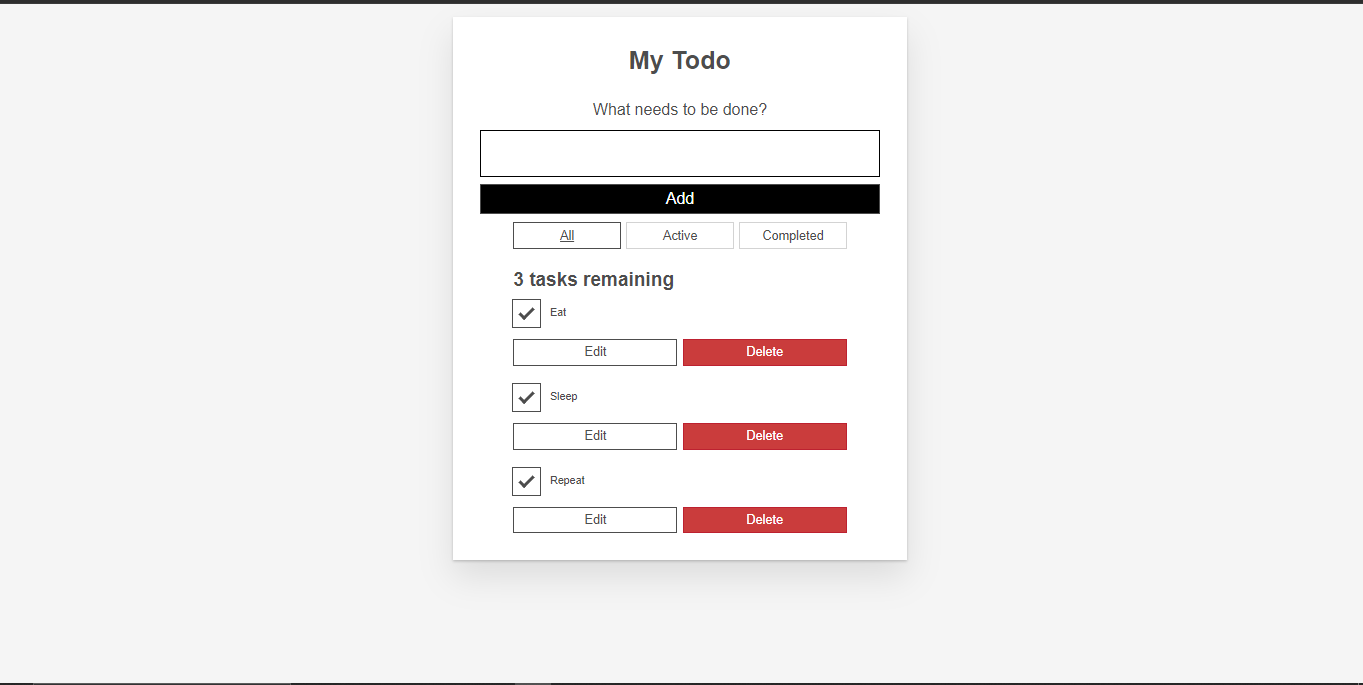 My Todo
What needs to be done?
Add
All Active Completed
3 tasks remaining
Eat
Edit Delete
Sleep
Edit Delete
Repeat
Edit Delete